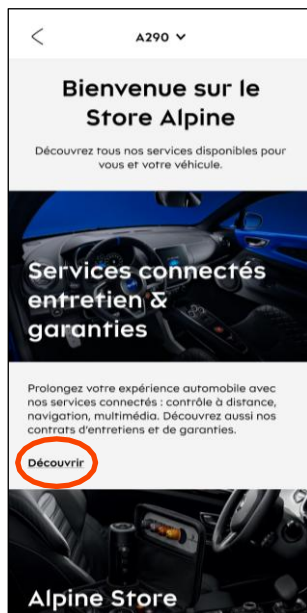 A290
Bienvenue sur le
Store Alpine
Découvrez tous nos services disponibles pour
vous et votre véhicule.
Services connectés
entretien &
garanties
Prolongez votre expérience automobile avec
nos services connectés : contrôle à distance,
navigation, multimédia. Découvrez aussi nos
contrats d'entretiens et de garanties.
Découvrir
Alpine Store